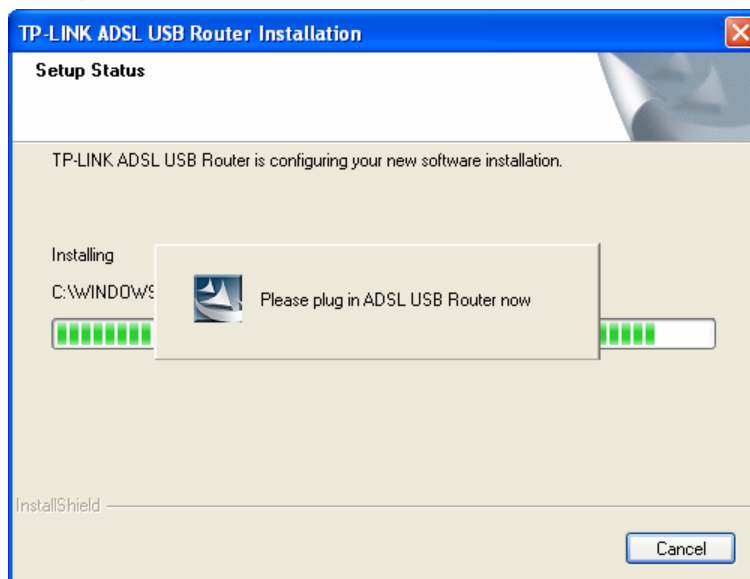 TP-LINK ADSL USB Router Installation
Setup Status
TP-LINK ADSL USB Router is configuring your new software installation.
Installing
C:\WINDOWS
Please plug in ADSL USB Router now
InstallShield
Cancel